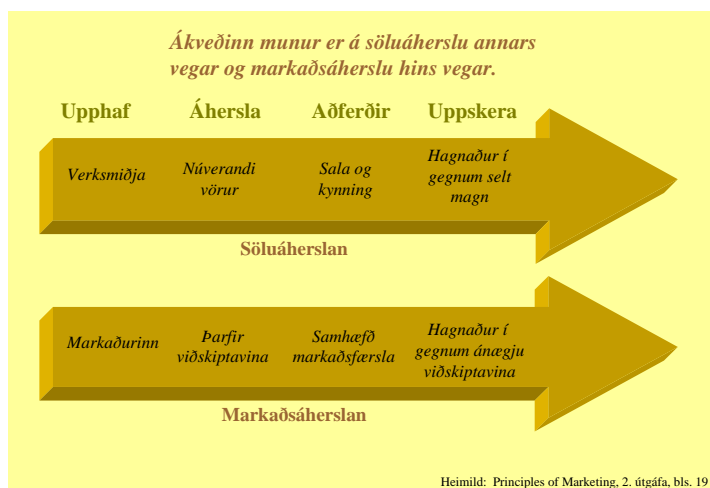 Ákveðinn munur er á söluáherslu annars
vegar og markaðsáherslu hins vegar.
Upphaf Áhersla Aðferðir Uppskera
Verksmiðja
Núverandi
vörur
Sala og
kynning
Hagnaður í
gegnum selt
magn
Söluáherslan
Markaðurinn
Þarfir
viðskiptavina
Samhæfð
markaðsfærsla
Hagnaður í
gegnum ánægju
viðskiptavina
Markaðsáherslan
Heimild: Principles of Marketing, 2. útgáfa, bls. 19